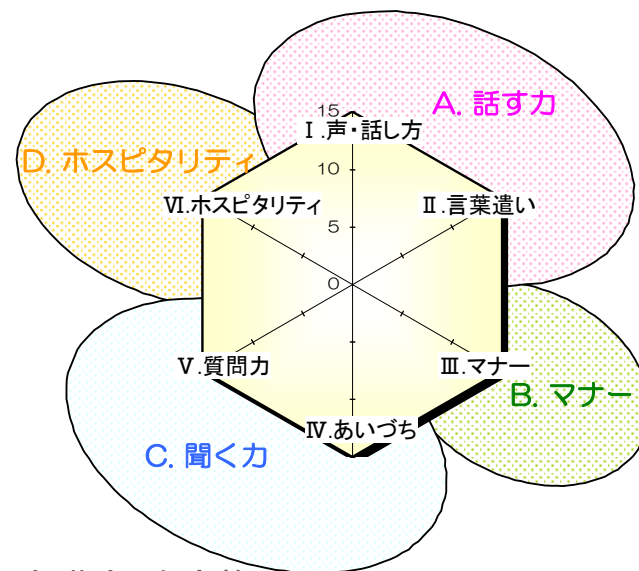 A. 話す力
15
Ⅰ.声・話し方
D. ホスピタリティ
10
Ⅵ.ホスピタリティ
Ⅱ.言葉遣い
5
0
Ⅴ.質問力
Ⅲ.マナー
B. マナー
Ⅳ.あいづち
C. 聞く力